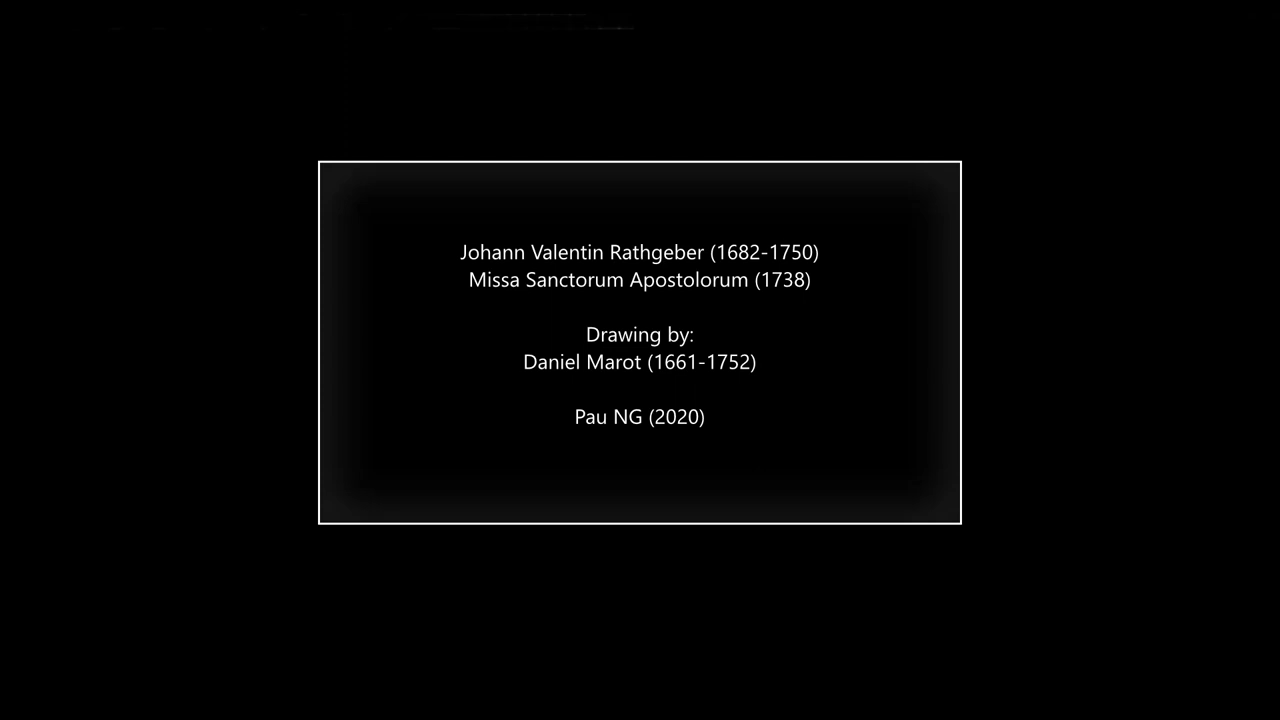 Johann Valentin Rathgeber (1682-1750)
Missa Sanctorum Apostolorum (1738)
Drawing by:
Daniel Marot (1661-1752)
Pau NG (2020)